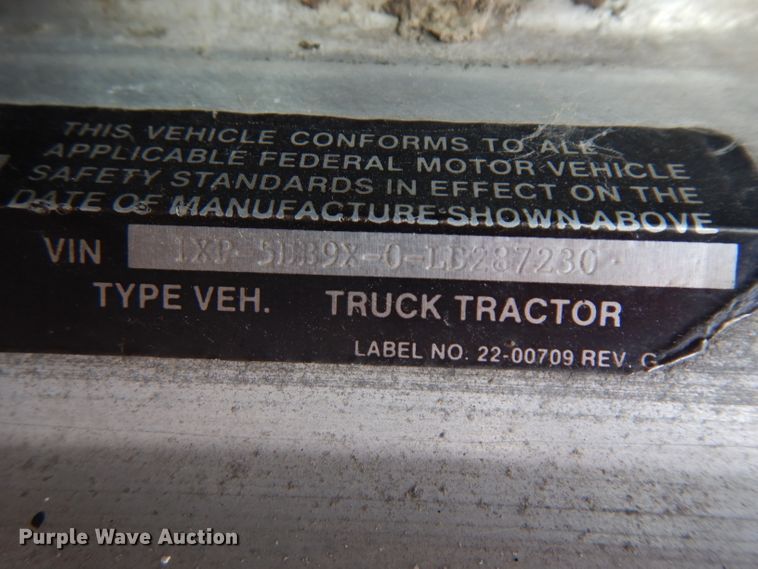 THIS VEHICLE CONFORMS TO ALL
APPLICABLE FEDERAL MOTOR VEHICLE
SAFETY STANDARDS IN EFFECT ON THE
DATE OF MANUFACTURE SHOWN ABOVE
VIN 1XP-5DB9X-0-LD287230
TYPE VEH. TRUCK TRACTOR
LABEL NO. 22-00709 REV. G
Purple Wave Auction